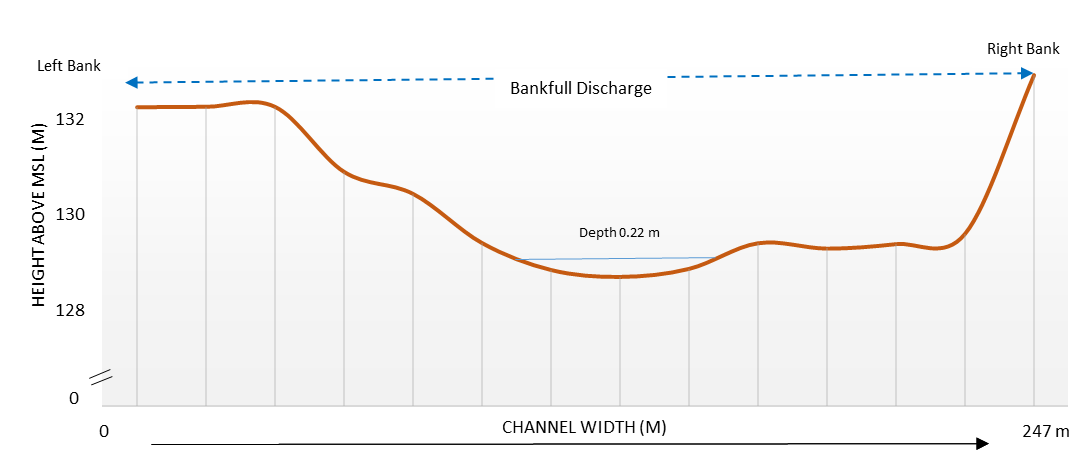 Right Bank
Left Bank
Bankfull Discharge
132
HEIGHT ABOVE MSL (M)
130
Depth 0.22 m
128
0
0
CHANNEL WIDTH (M)
247 m